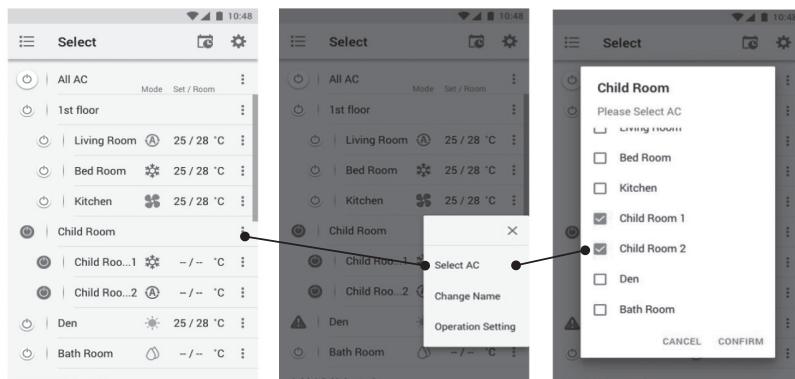 10:48
Select
All AC
Mode Set / Room
1st floor
Living Room A 25 / 28 °C
Bed Room 25 / 28 °C
Kitchen 25 / 28 °C
Child Room
Child Roo...1 -- / -- °C
Child Roo...2 A -- / -- °C
Den 25 / 28 °C
Bath Room -- / -- °C
10:48
Select
All AC
Mode Set / Room
1st floor
Living Room A 25 / 28 °C
Bed Room 25 / 28 °C
Kitchen 25 / 28 °C
Child Room
Child Roo...1
Child Roo...2
Den
Bath Room -- / -- °C
Select AC
Change Name
Operation Setting
10:48
Select
Child Room
Please Select AC
Living Room
Bed Room
Kitchen
Child Room 1
Child Room 2
Den
Bath Room
CANCEL CONFIRM